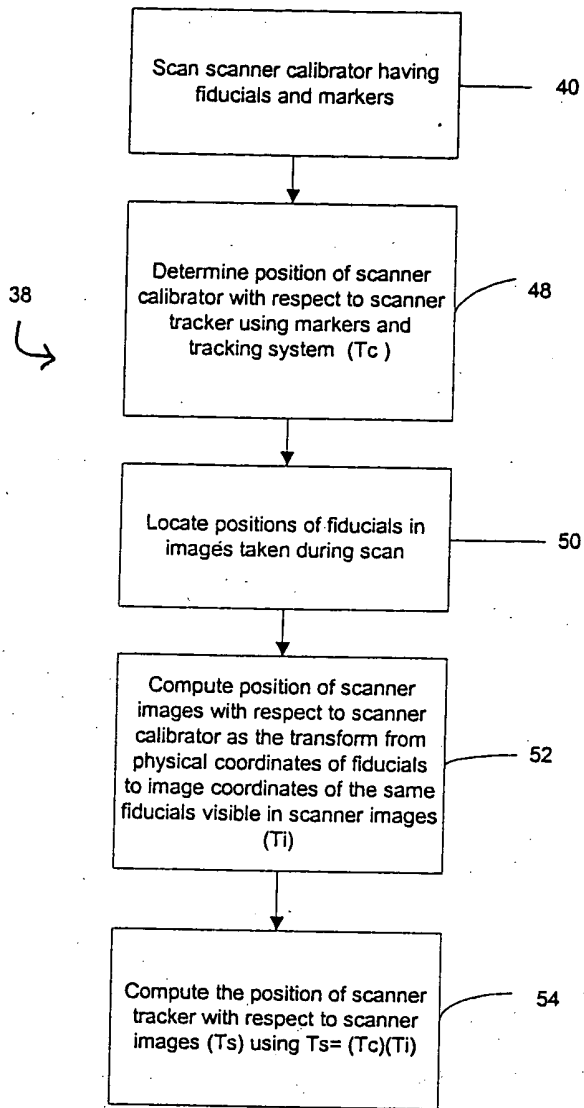 Scan scanner calibrator having
fiducials and markers
40
Determine position of scanner
calibrator with respect to scanner
tracker using markers and
tracking system (Tc )
48
38
Locate positions of fiducials in
images taken during scan
50
Compute position of scanner
images with respect to scanner
calibrator as the transform from
physical coordinates of fiducials
to image coordinates of the same
fiducials visible in scanner images
(Ti)
52
Compute the position of scanner
tracker with respect to scanner
images (Ts) using Ts= (Tc)(Ti)
54